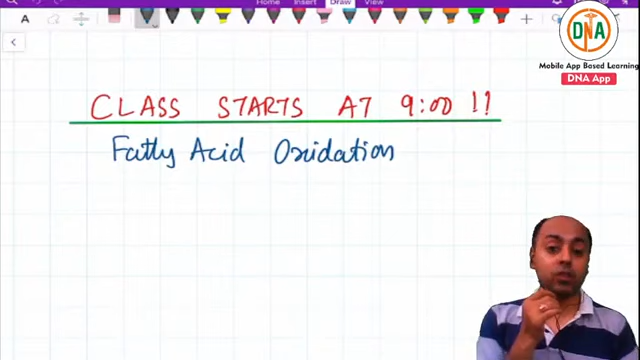 Home Insert Draw View
DNA
Mobile App Based Learning
DNA App
A
CLASS STARTS AT 9:00 !!
Fatty Acid Oxidation